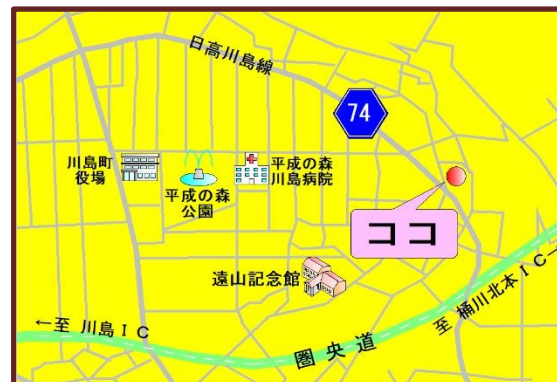 日高川島線
74
川島町
役場
平成の森
公園
平成の森
川島病院
ココ
遠山記念館
←至 川島IC
圏央道
至 桶川北本IC→